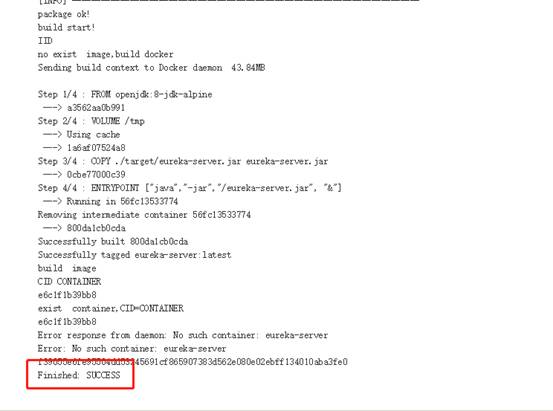 [INFO]
package ok!
build start!
IID
no exist image,build docker
Sending build context to Docker daemon 43.84MB
Step 1/4 : FROM openjdk:8-jdk-alpine
---> a3562aa0b991
Step 2/4 : VOLUME /tmp
---> Using cache
---> 1a6af07524a8
Step 3/4 : COPY ./target/eureka-server.jar eureka-server.jar
---> 0cbe77000c39
Step 4/4 : ENTRYPOINT ["java","-jar","/eureka-server.jar", "&"]
---> Running in 56fc13533774
Removing intermediate container 56fc13533774
---> 800da1cb0cda
Successfully built 800da1cb0cda
Successfully tagged eureka-server:latest
build image
CID CONTAINER
e6c1f1b39bb8
exist container,CID=CONTAINER
e6c1f1b39bb8
Error response from daemon: No such container: eureka-server
Error: No such container: eureka-server
Finished: SUCCESS